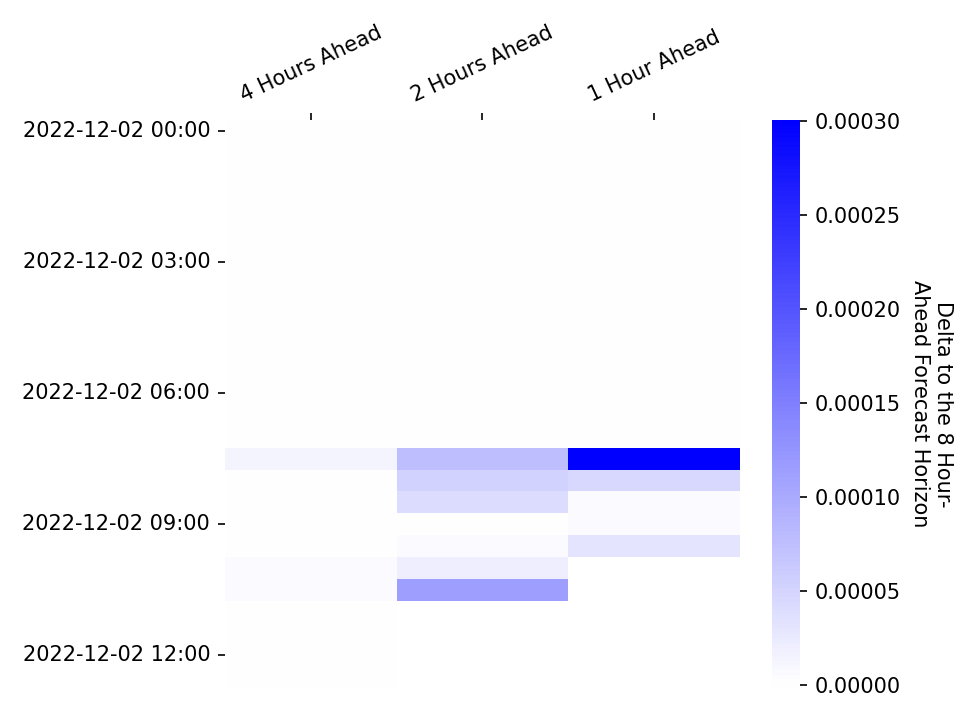 4 Hours Ahead
2 Hours Ahead
1 Hour Ahead
2022-12-02 00:00
2022-12-02 03:00
2022-12-02 06:00
2022-12-02 09:00
2022-12-02 12:00
0.00030
0.00025
0.00020
0.00015
0.00010
0.00005
0.00000
Delta to the 8 Hour-
Ahead Forecast Horizon